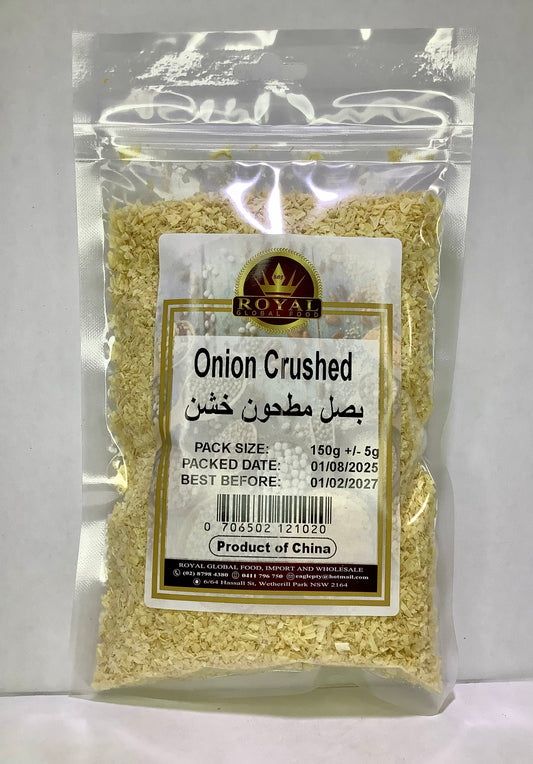 ROYAL
GLOBAL FOOD
Onion Crushed
بصل مطحون خشن
PACK SIZE: 150g +/- 5g
PACKED DATE: 01/08/2025
BEST BEFORE: 01/02/2027
0 706502 121020
Product of China
ROYAL GLOBAL FOOD, IMPORT AND WHOLESALE
(02) 8798 4380 0411 796 750 eaglepty@hotmail.com
6/64 Hassall St, Wetherill Park NSW 2164